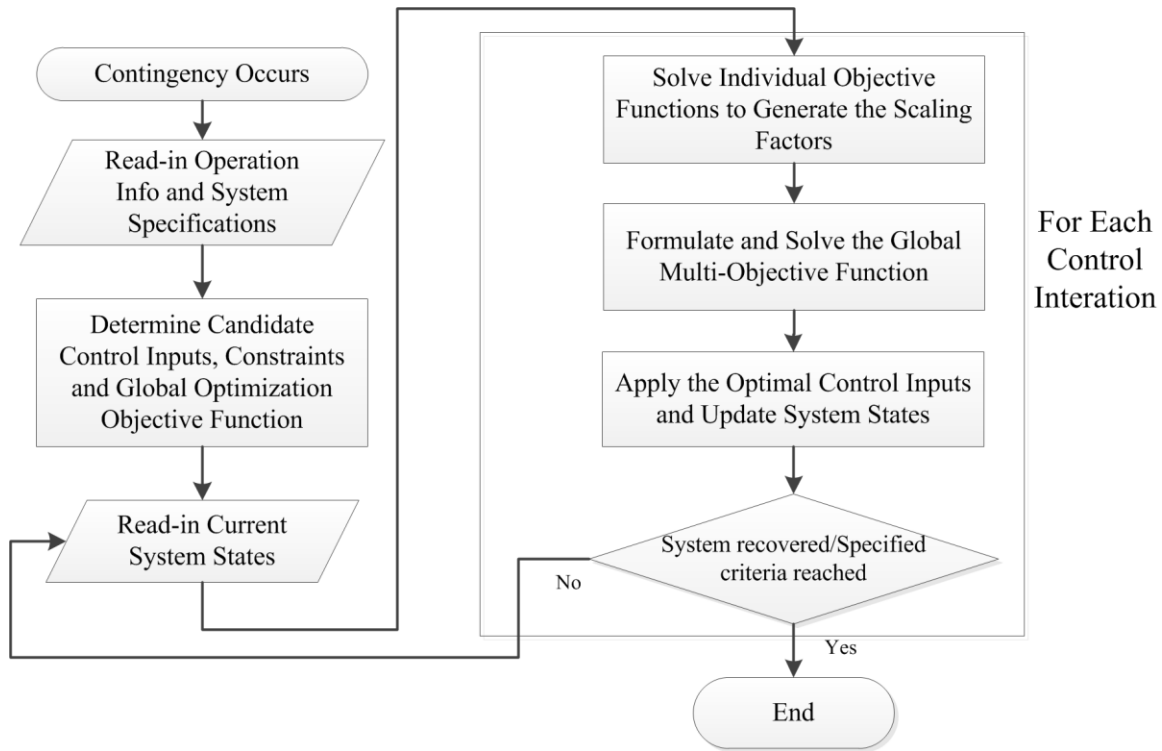 Contingency Occurs
Read-in Operation
Info and System
Specifications
Determine Candidate
Control Inputs, Constraints
and Global Optimization
Objective Function
Read-in Current
System States
Solve Individual Objective
Functions to Generate the Scaling
Factors
Formulate and Solve the Global
Multi-Objective Function
Apply the Optimal Control Inputs
and Update System States
System recovered/Specified
criteria reached
No
Yes
End
For Each
Control
Interation